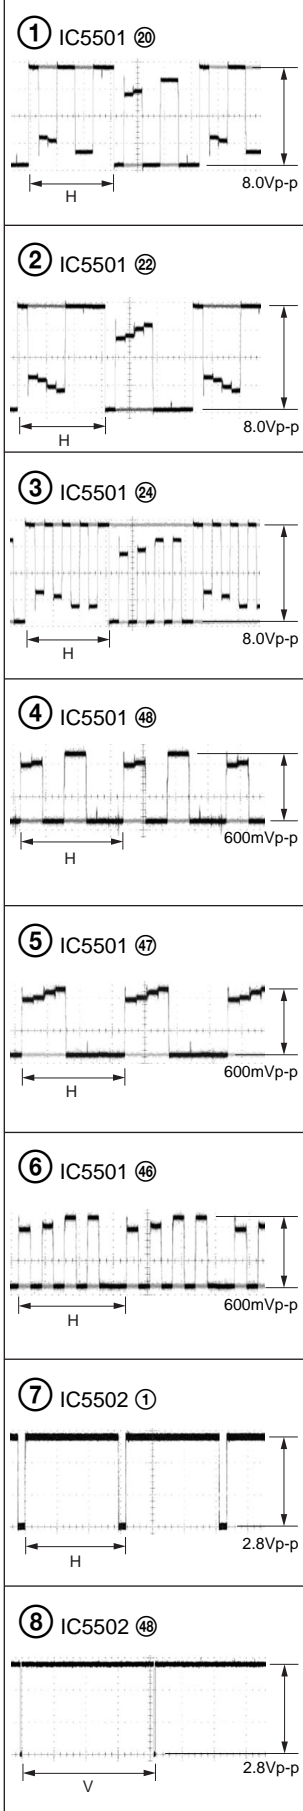 ① IC5501 ⑳
H
8.0Vp-p
② IC5501 ㉒
H
8.0Vp-p
③ IC5501 ㉔
H
8.0Vp-p
④ IC5501 ㊽
H
600mVp-p
⑤ IC5501 ㊼
H
600mVp-p
⑥ IC5501 ㊻
H
600mVp-p
⑦ IC5502 ①
H
2.8Vp-p
⑧ IC5502 ㊽
V
2.8Vp-p